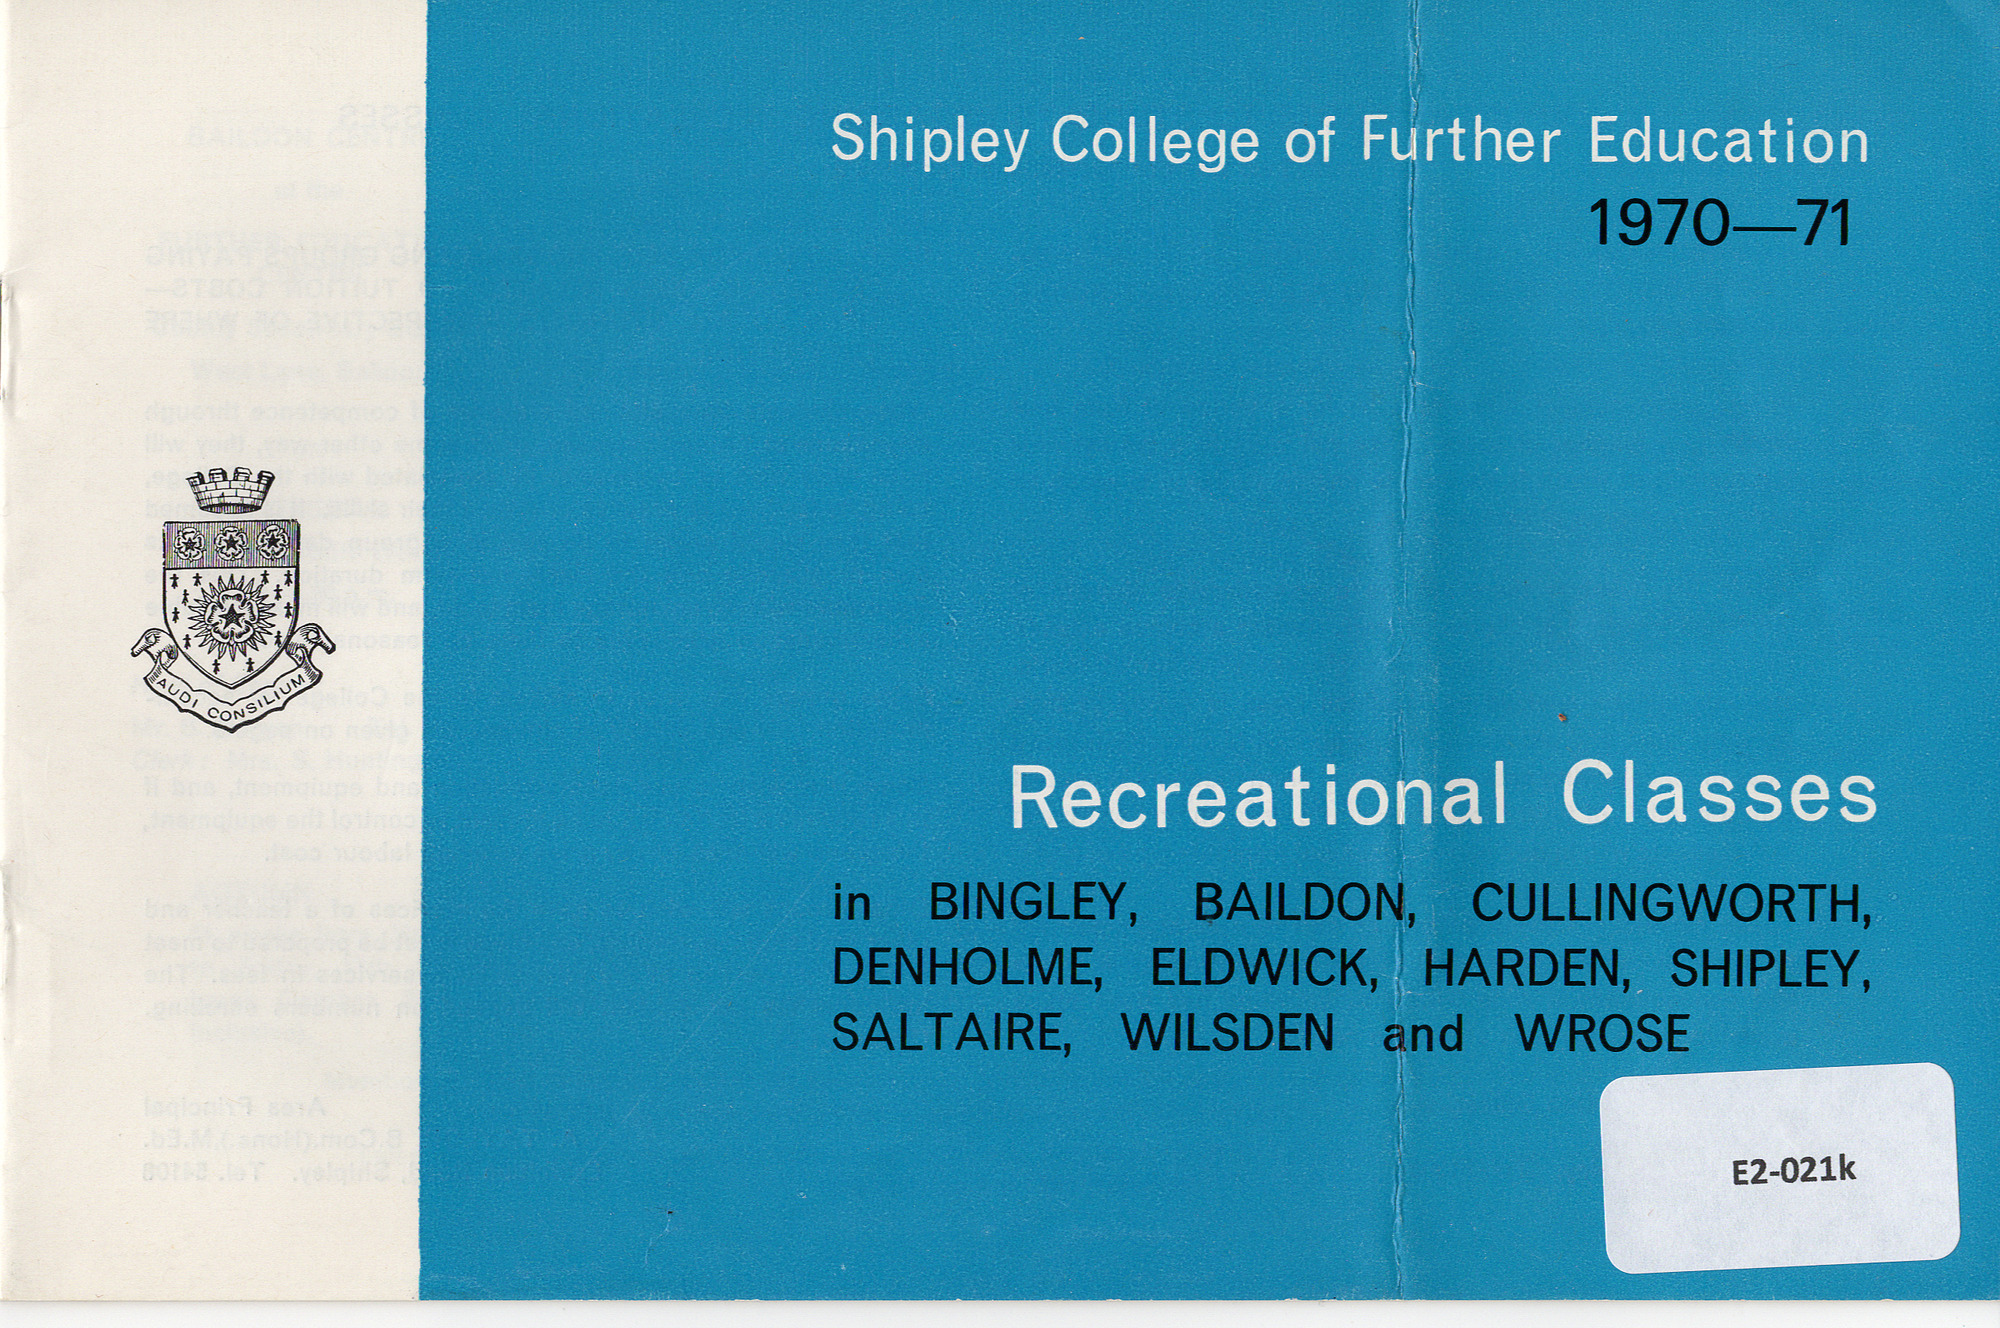 Shipley College of Further Education
1970—71
AUDI CONSILIUM
Recreational Classes
in BINGLEY, BAILDON, CULLINGWORTH,
DENHOLME, ELDWICK, HARDEN, SHIPLEY,
SALTAIRE, WILSDEN and WROSE
E2-021k